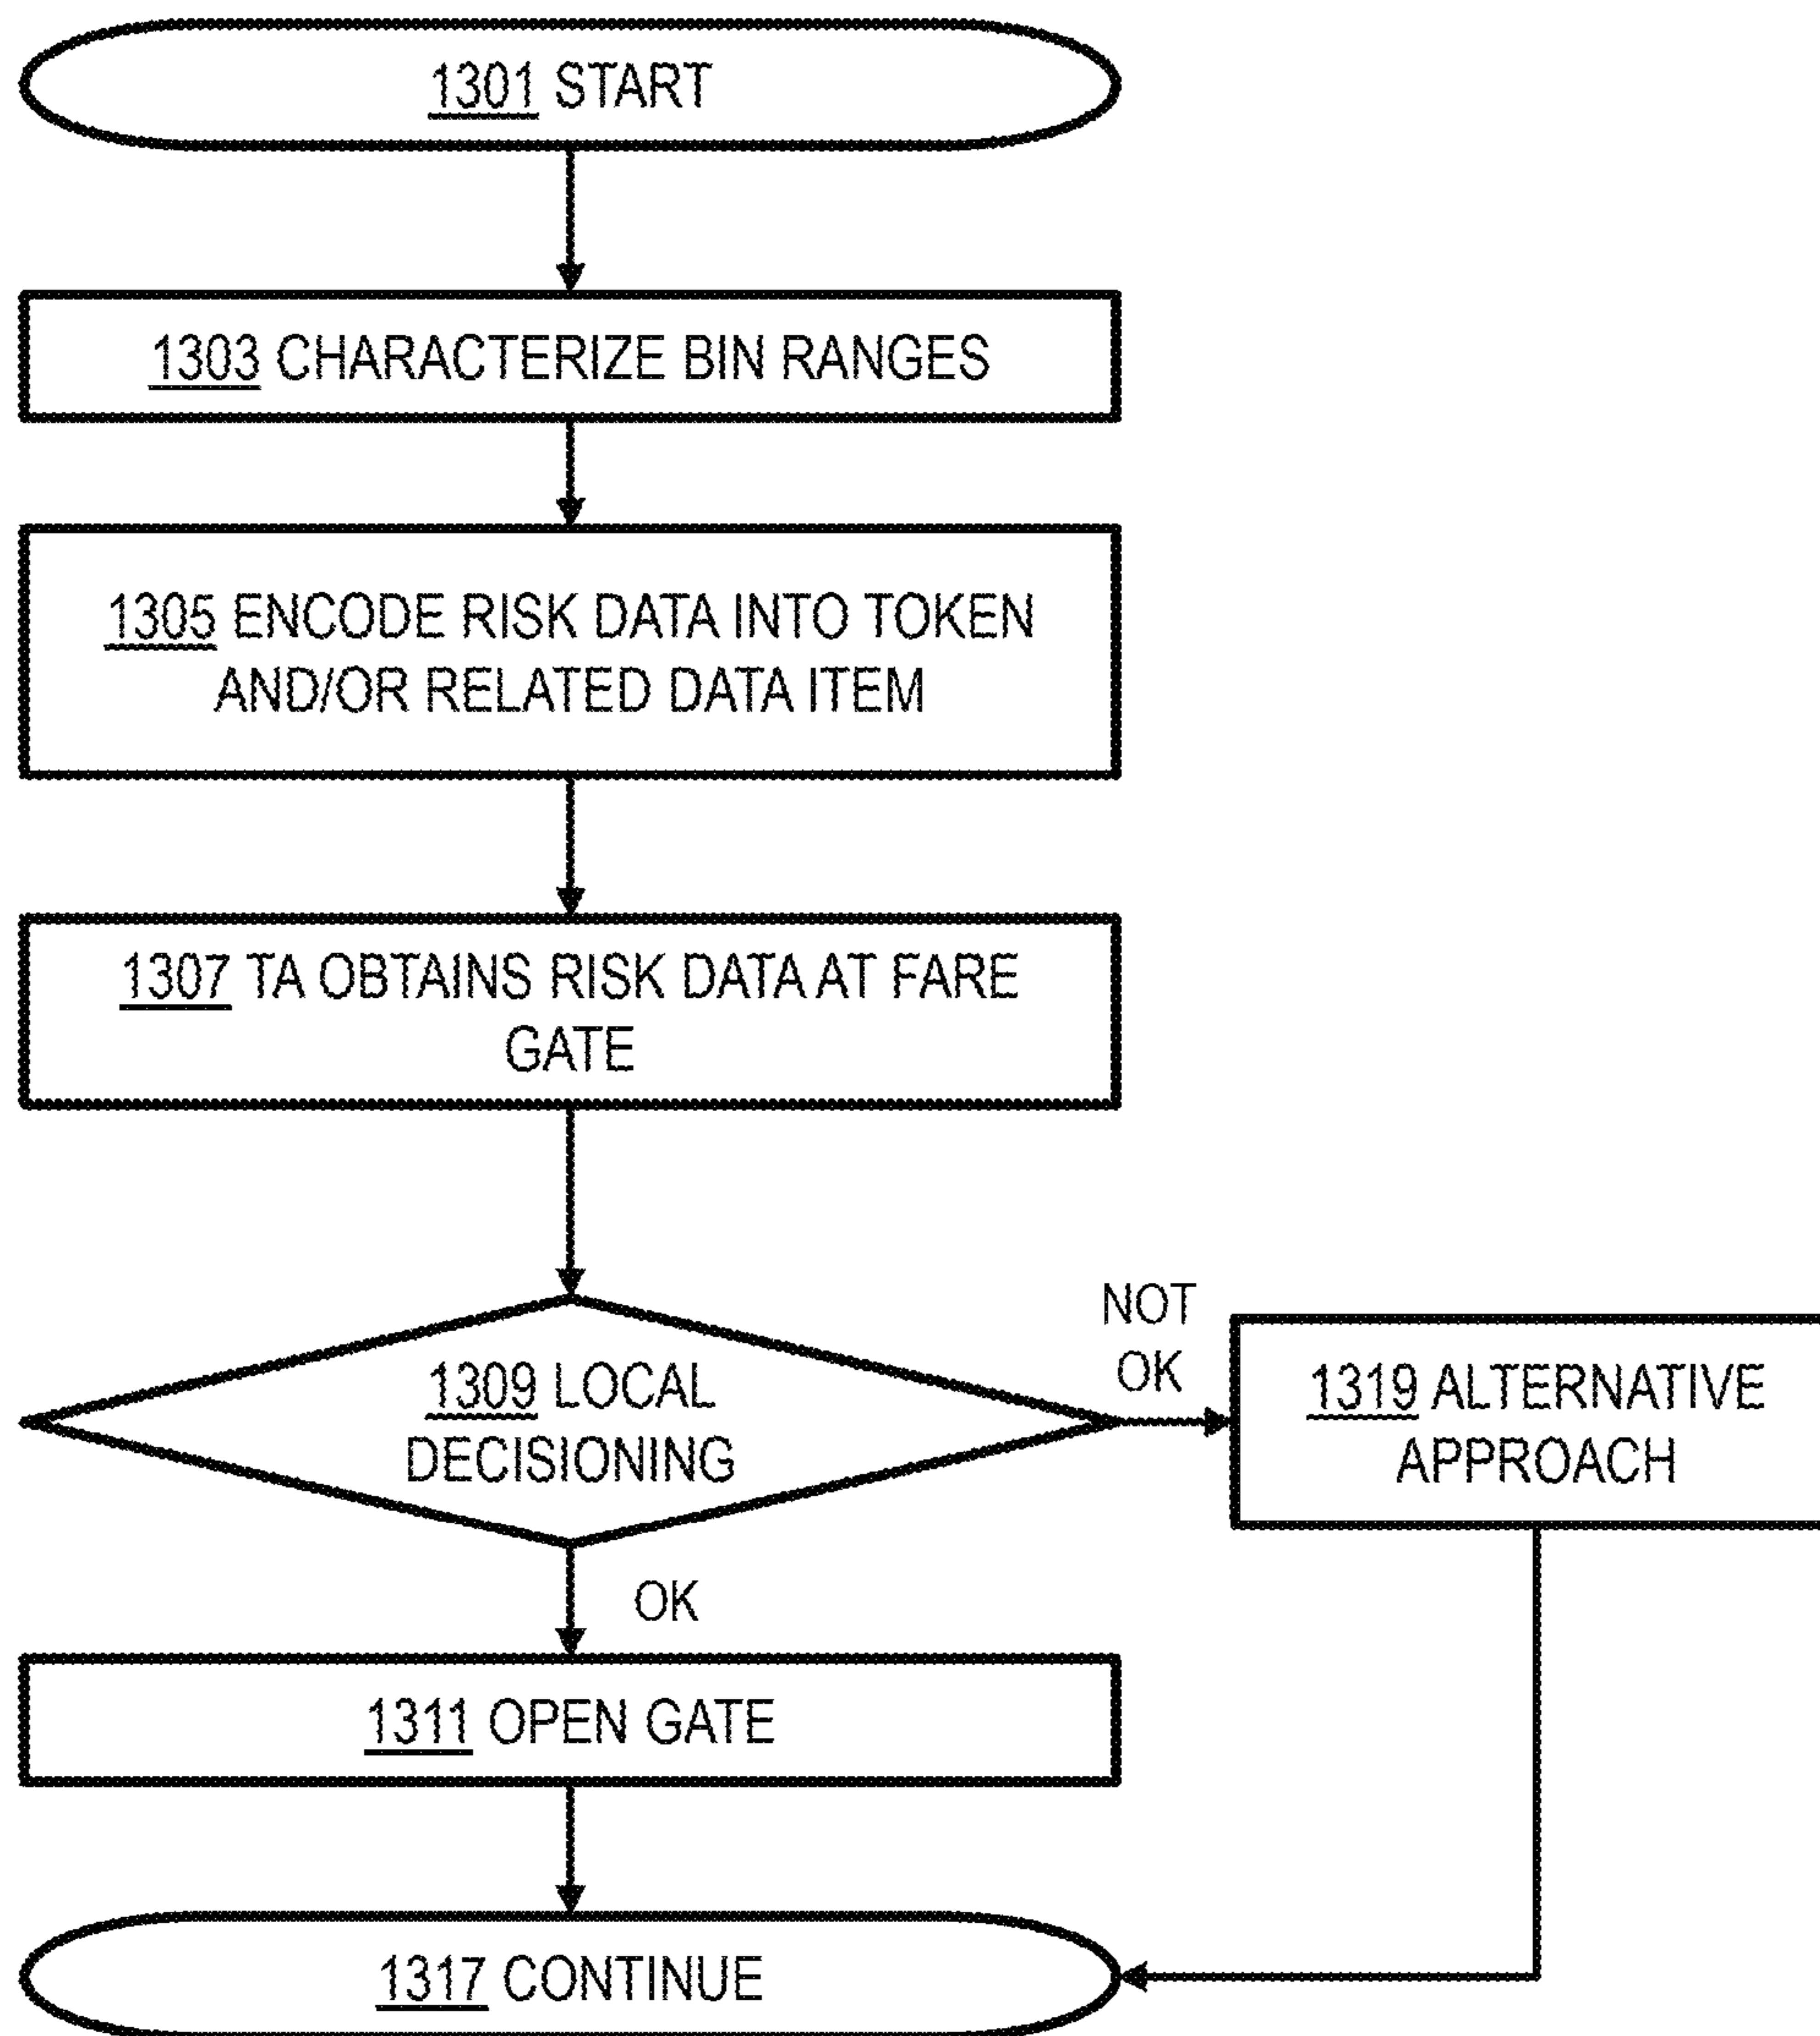 1301 START
1303 CHARACTERIZE BIN RANGES
1305 ENCODE RISK DATA INTO TOKEN
AND/OR RELATED DATA ITEM
1307 TA OBTAINS RISK DATA AT FARE
GATE
1309 LOCAL
DECISIONING
NOT
OK
1319 ALTERNATIVE
APPROACH
OK
1311 OPEN GATE
1317 CONTINUE